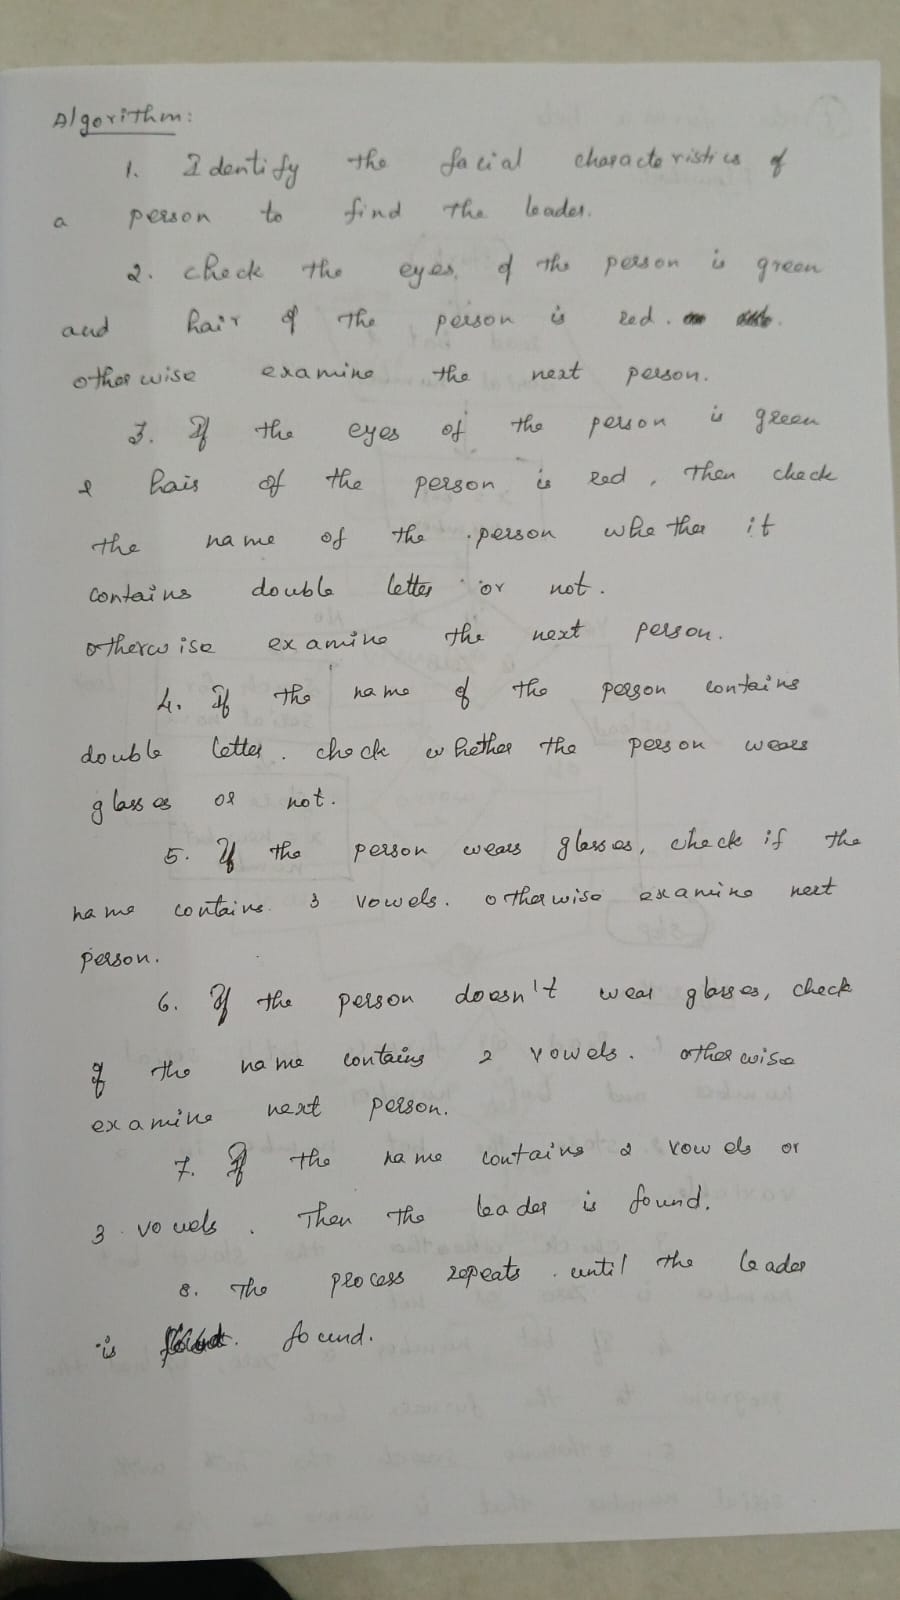 Algorithm:
1. Identify the facial characteristics of
a person to find the leader.
2. check the eyes of the person is green
and hair of the person is red.
otherwise examine the next person.
3. If the eyes of the person is green
& hair of the person is red, then check
the name of the person whether it
contains double letter or not.
otherwise examine the next person.
4. If the name of the person contains
double letter. check whether the person wears
glasses or not.
5. If the person wears glasses, check if the
name contains 3 vowels. otherwise examine next
person.
6. If the person doesn't wear glasses, check
if the name contains 2 vowels. otherwise
examine next person.
7. If the name contains 2 vowels or
3 vowels. Then the leader is found.
8. The process repeats until the leader
is found.